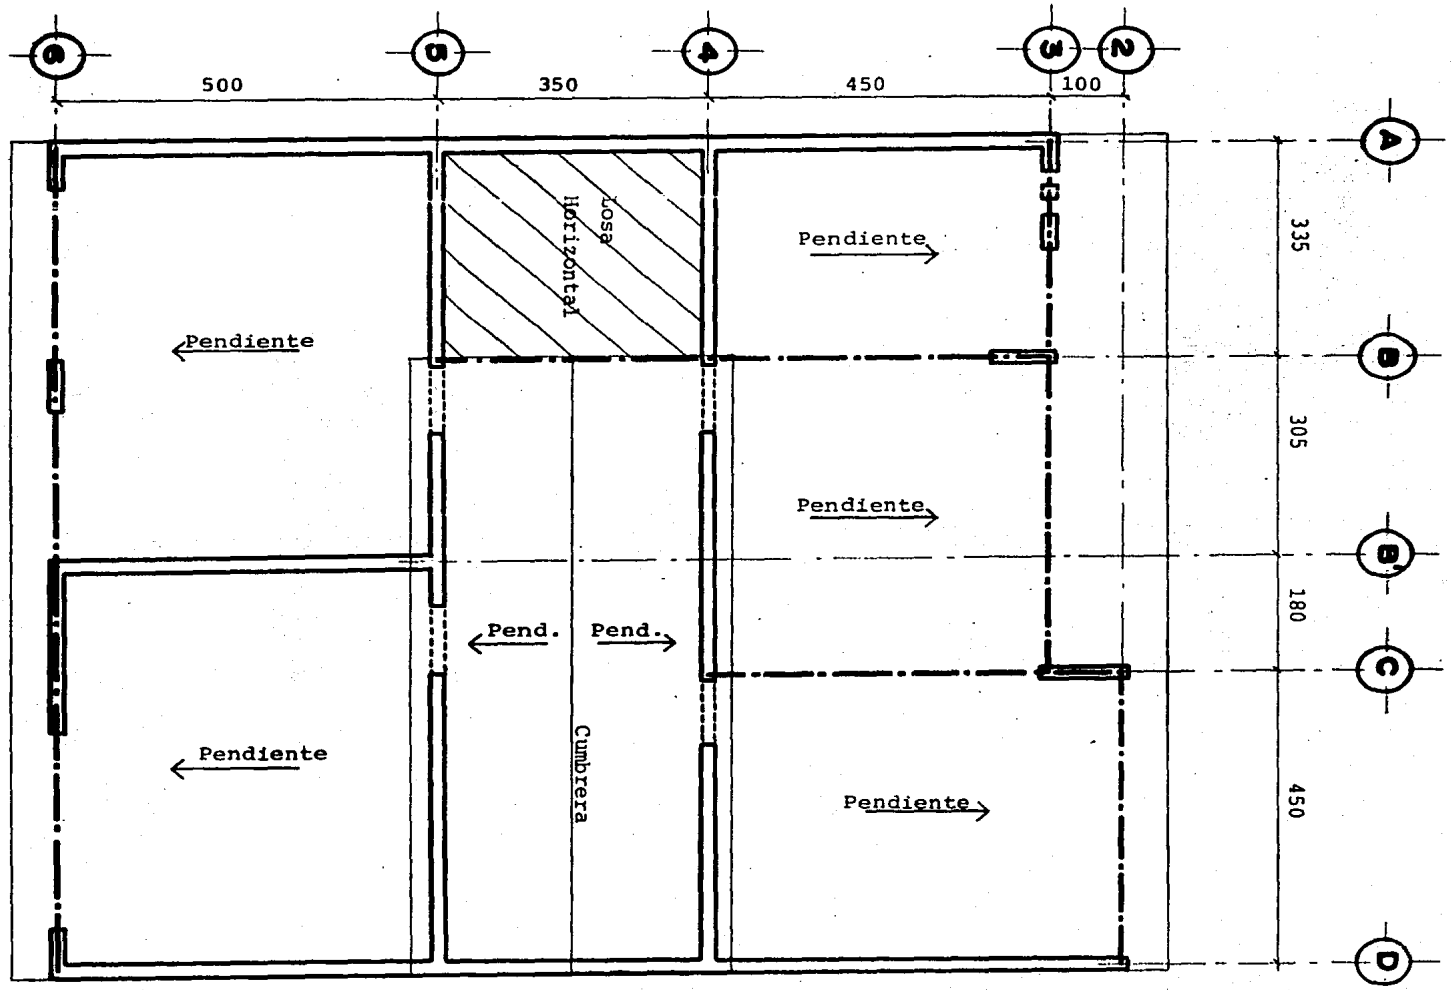 6
5
4
3
2
500
350
450
100
A
335
Losa
Horizontal
Pendiente
Pendiente
B
305
Pendiente
B'
180
Pend.
Pend.
C
Cumbrera
Pendiente
Pendiente
450
D